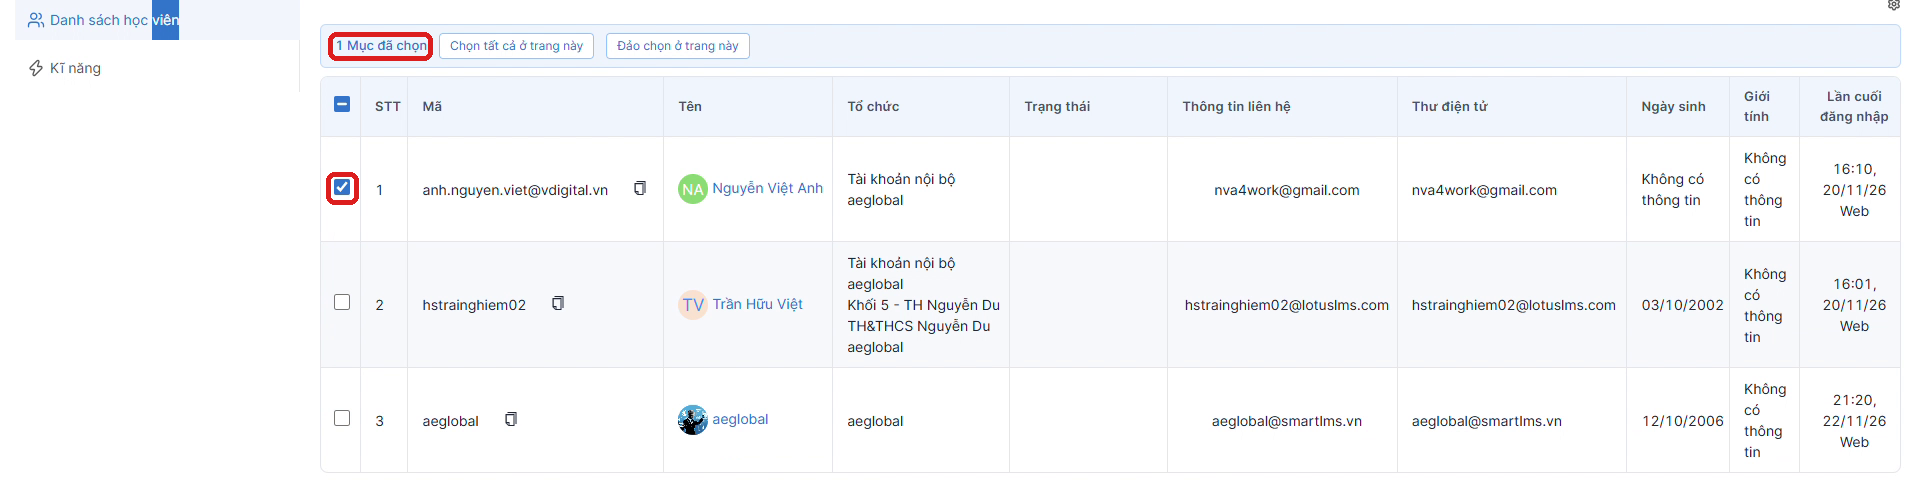 Danh sách học viên
Kĩ năng
1 Mục đã chọn Chọn tất cả ở trang này Đảo chọn ở trang này
STT Mã Tên Tổ chức Trạng thái Thông tin liên hệ Thư điện tử Ngày sinh Giới tính Lần cuối đăng nhập
1 anh.nguyen.viet@vdigital.vn NA Nguyễn Việt Anh
Tài khoản nội bộ
aeglobal
nva4work@gmail.com nva4work@gmail.com
Không có
thông tin
Không
có
thông
tin
16:10,
20/11/26
Web
2 hstrainghiem02 TV Trần Hữu Việt
Tài khoản nội bộ
aeglobal
Khối 5 - TH Nguyễn Du
TH&THCS Nguyễn Du
aeglobal
hstrainghiem02@lotuslms.com hstrainghiem02@lotuslms.com 03/10/2002
Không
có
thông
tin
16:01,
20/11/26
Web
3 aeglobal aeglobal aeglobal aeglobal@smartlms.vn aeglobal@smartlms.vn 12/10/2006
Không
có
thông
tin
21:20,
22/11/26
Web